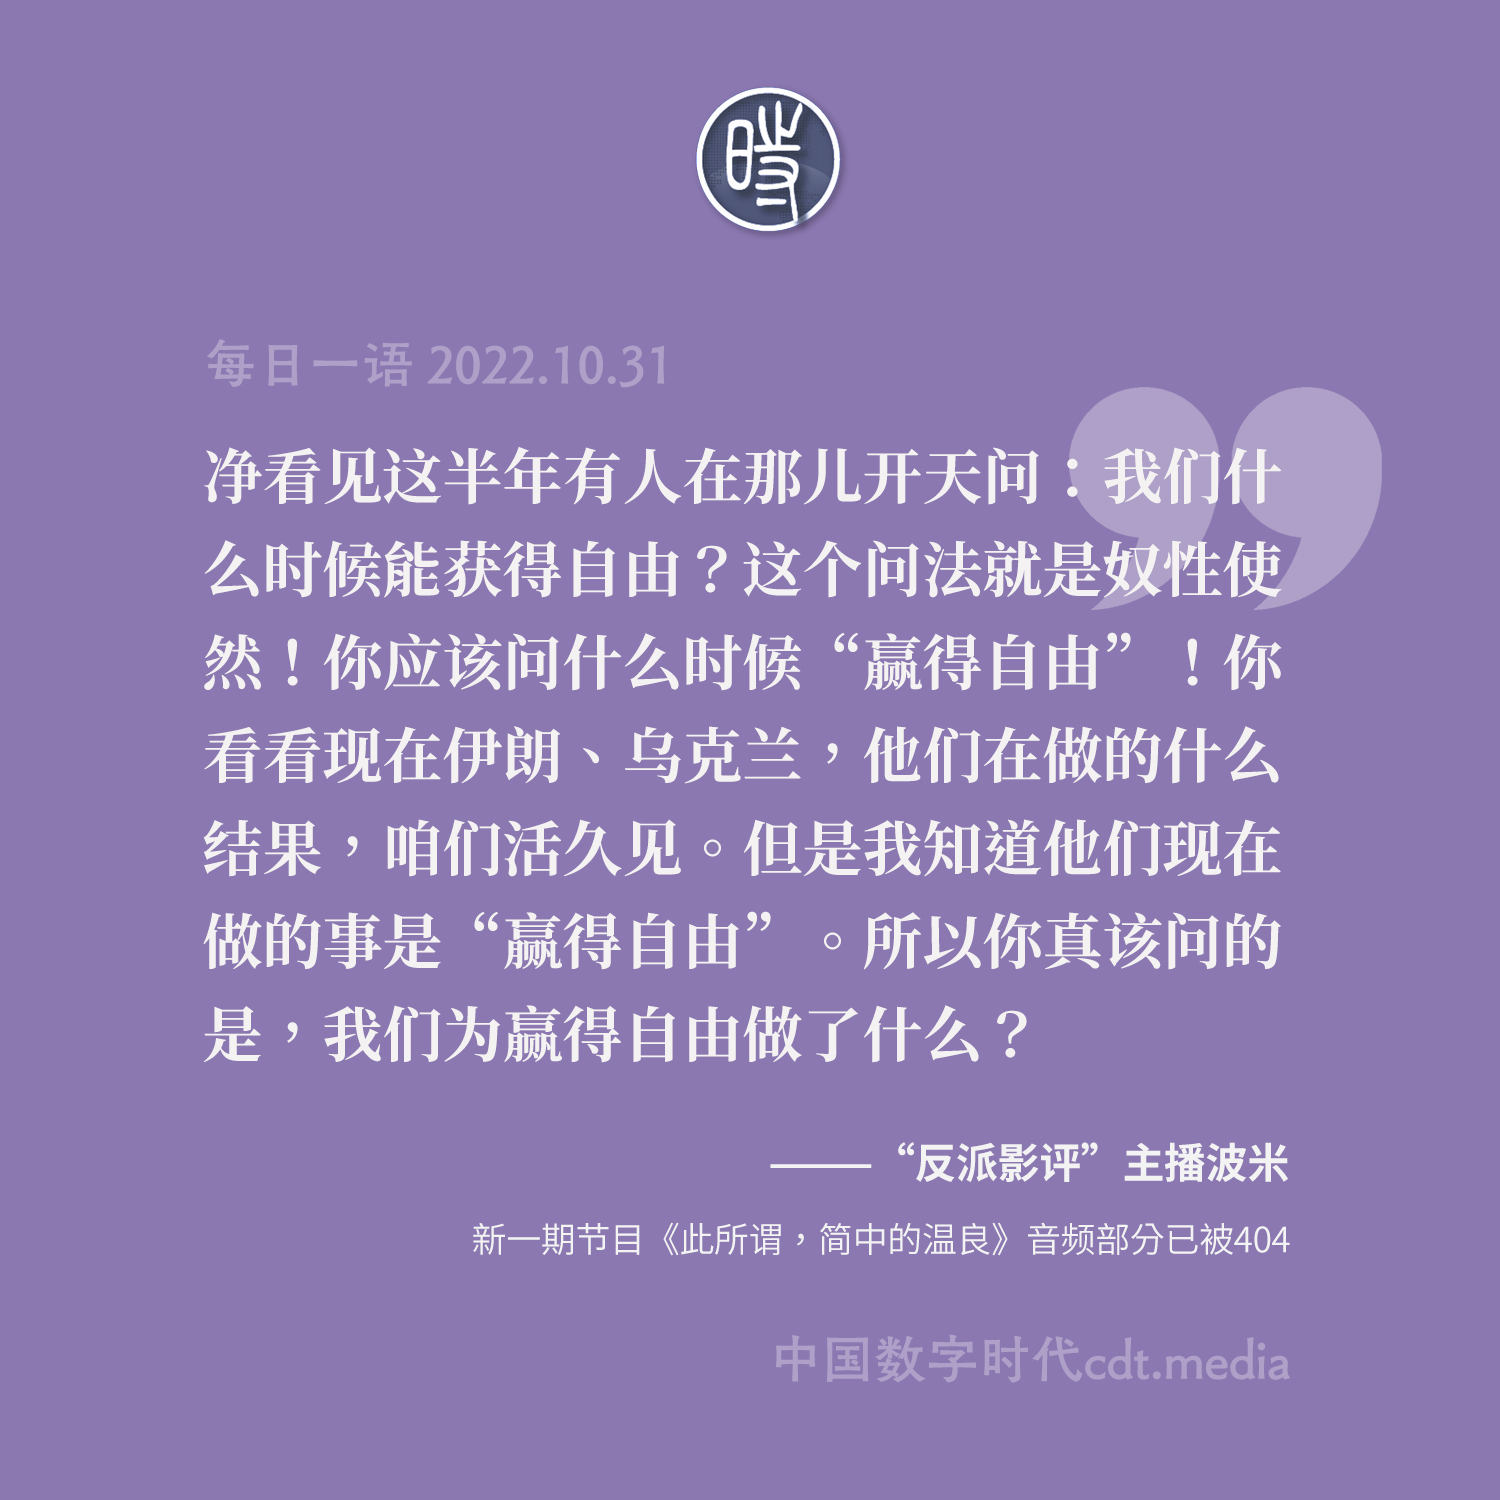 時
每日一语 2022.10.31
净看见这半年有人在那儿开天问：我们什
么时候能获得自由？这个问法就是奴性使
然！你应该问什么时候“赢得自由”！你
看看现在伊朗、乌克兰，他们在做的什么
结果，咱们活久见。但是我知道他们现在
做的事是“赢得自由”。所以你真该问的
是，我们为赢得自由做了什么？
——“反派影评”主播波米
新一期节目《此所谓，简中的温良》音频部分已被404
中国数字时代cdt.media